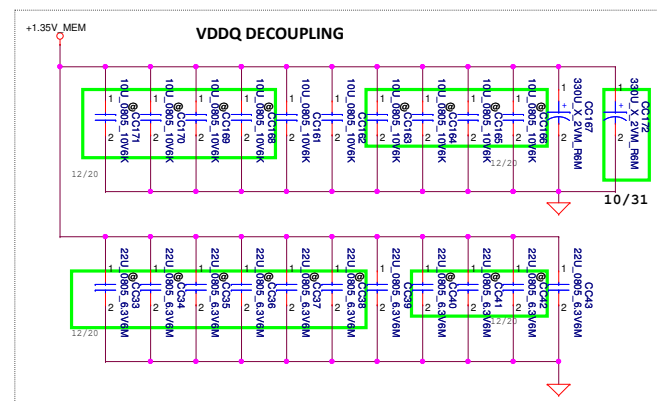 +1.35V_MEM
VDDQ DECOUPLING
1 2 10U_0805_10V6K @CC171
1 2 10U_0805_10V6K @CC170
1 2 10U_0805_10V6K @CC169
1 2 10U_0805_10V6K @CC168
1 2 10U_0805_10V6K CC161
1 2 10U_0805_10V6K CC162
1 2 10U_0805_10V6K @CC163
1 2 10U_0805_10V6K @CC164
1 2 10U_0805_10V6K @CC165
1 2 10U_0805_10V6K @CC166
1 + 2 330U_X_2VM_R6M CC167
1 + 2 330U_X_2VM_R6M CC172
12/20
12/20
10/31
1 2 22U_0805_6.3V6M @CC33
1 2 22U_0805_6.3V6M @CC34
1 2 22U_0805_6.3V6M @CC35
1 2 22U_0805_6.3V6M @CC36
1 2 22U_0805_6.3V6M @CC37
1 2 22U_0805_6.3V6M @CC38
1 2 22U_0805_6.3V6M CC39
1 2 22U_0805_6.3V6M @CC40
1 2 22U_0805_6.3V6M @CC41
1 2 22U_0805_6.3V6M @CC42
1 2 22U_0805_6.3V6M CC43
12/20
12/20